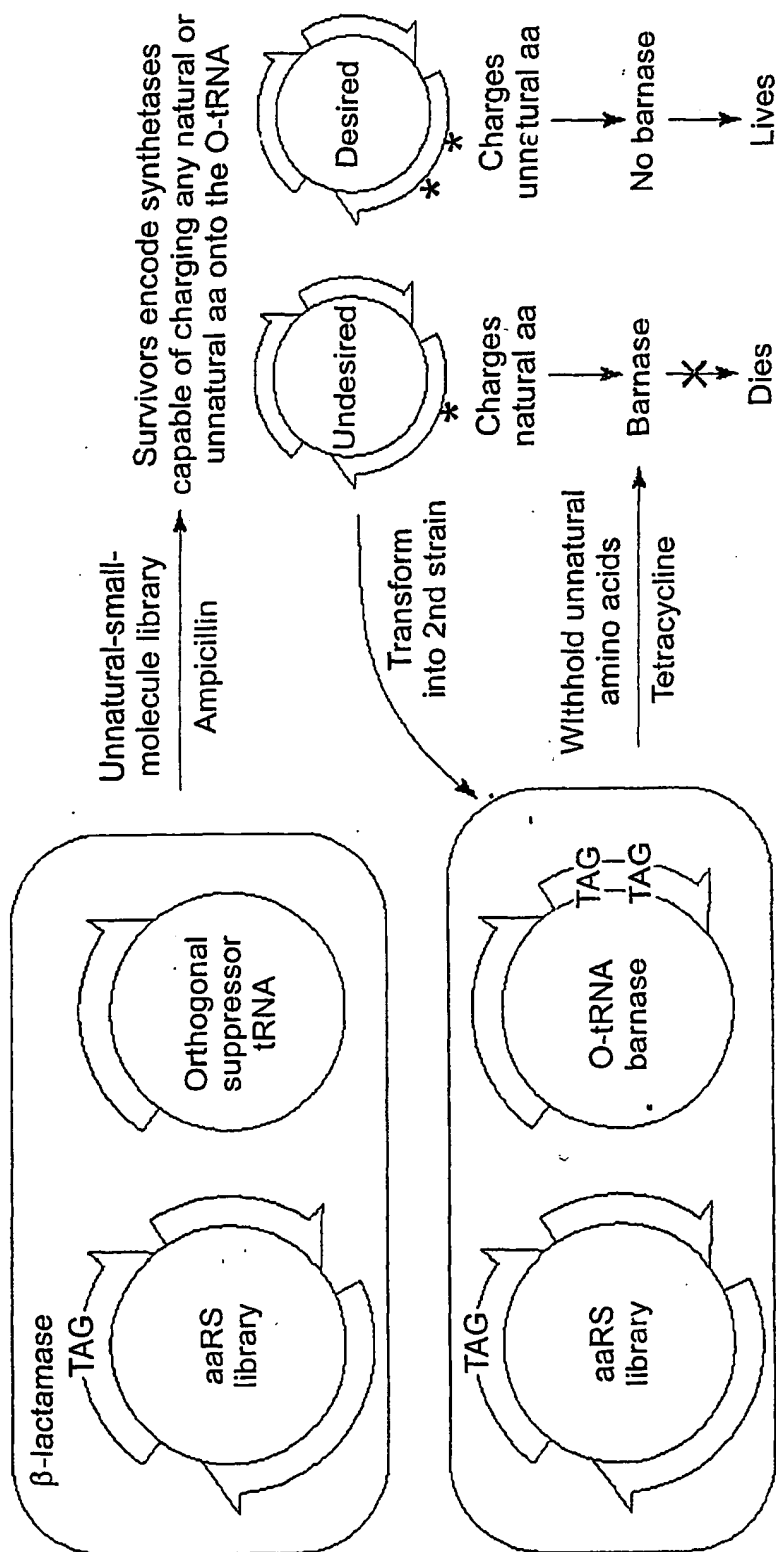 β-lactamase
TAG
aaRS
library
Orthogonal
suppressor
tRNA
Unnatural-small-
molecule library
Ampicillin
Survivors encode synthetases
capable of charging any natural or
unnatural aa onto the O-tRNA
Undesired
*
Charges
natural aa
Barnase
Dies
Desired
* *
Charges
unnatural aa
No barnase
Lives
Transform
into 2nd strain
TAG
aaRS
library
TAG
TAG
O-tRNA
barnase
Withhold unnatural
amino acids
Tetracycline